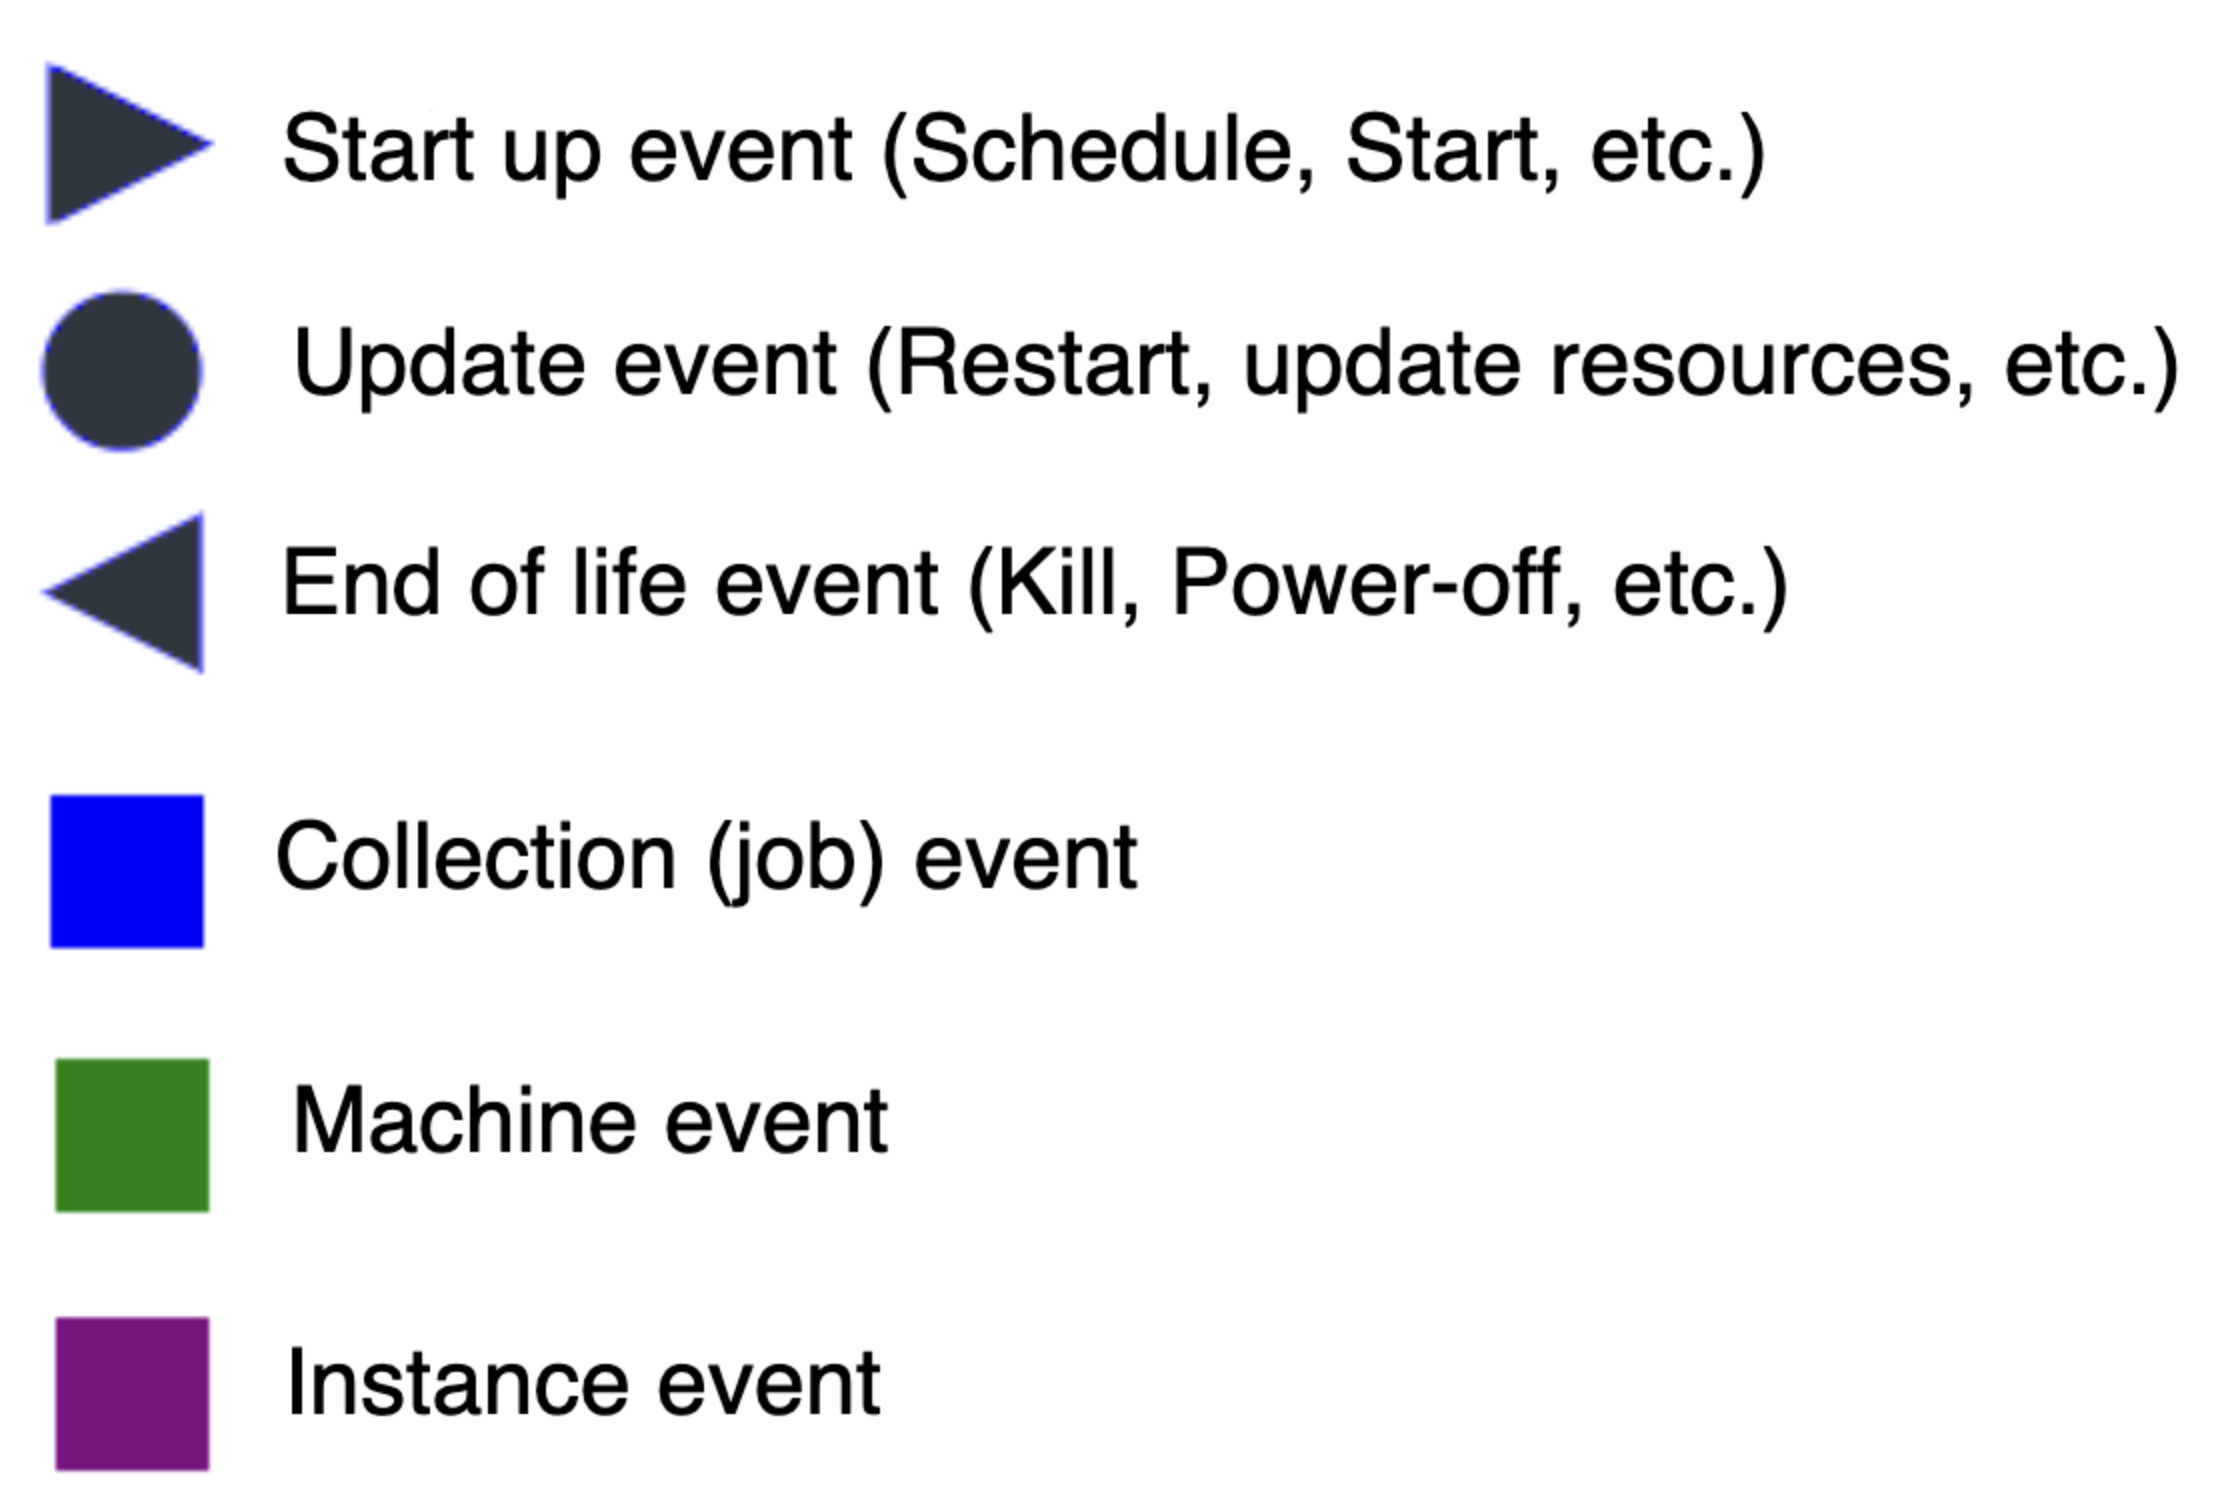 Start up event (Schedule, Start, etc.)
Update event (Restart, update resources, etc.)
End of life event (Kill, Power-off, etc.)
Collection (job) event
Machine event
Instance event